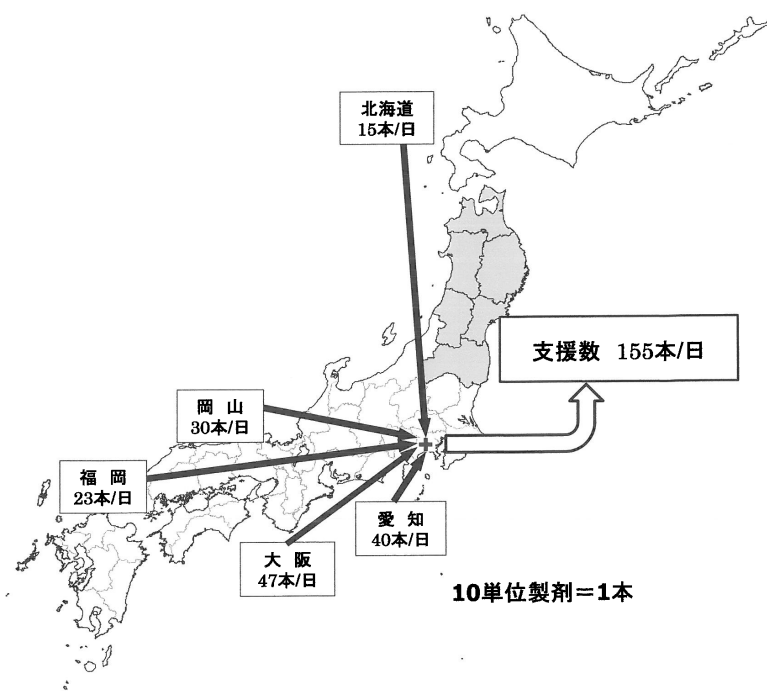 北海道
15本/日
支援数 155本/日
岡山
30本/日
福岡
23本/日
愛知
40本/日
大阪
47本/日
10単位製剤＝1本